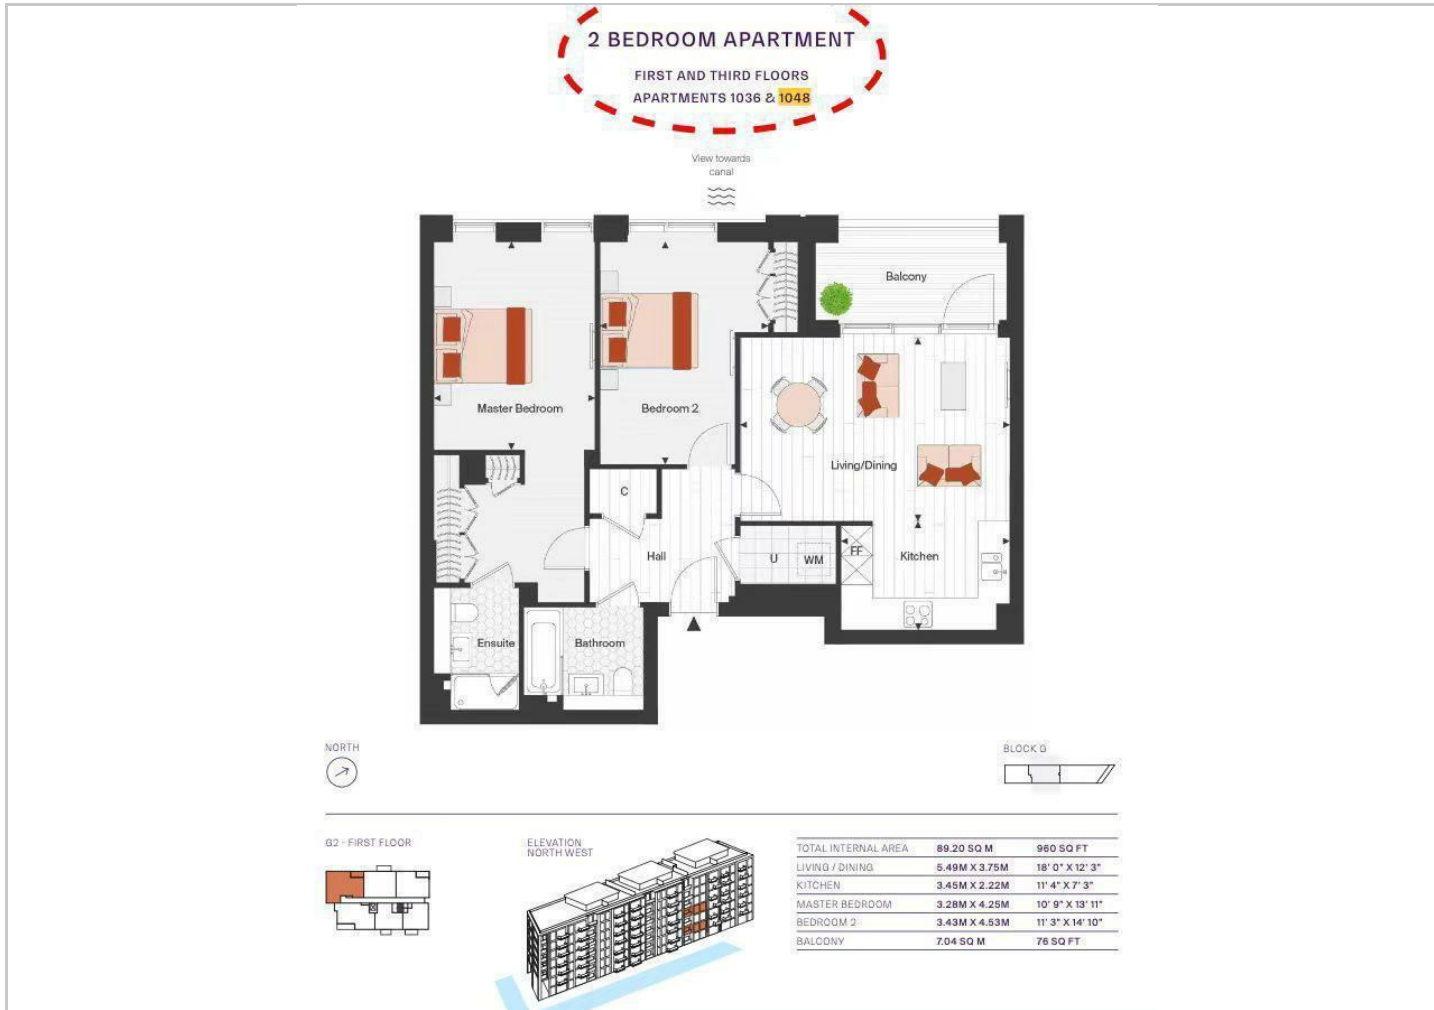 2 BEDROOM APARTMENT
FIRST AND THIRD FLOORS
APARTMENTS 1036 & 1048
View towards
canal
Balcony
Master Bedroom
Bedroom 2
Living/Dining
C
Hall
U
WM
FF
Kitchen
Ensuite
Bathroom
NORTH
BLOCK G
G2 - FIRST FLOOR
ELEVATION
NORTH WEST
TOTAL INTERNAL AREA 89.20 SQ M 960 SQ FT
LIVING / DINING 5.49M X 3.75M 18' 0" X 12' 3"
KITCHEN 3.45M X 2.22M 11' 4" X 7' 3"
MASTER BEDROOM 3.28M X 4.25M 10' 9" X 13' 11"
BEDROOM 2 3.43M X 4.53M 11' 3" X 14' 10"
BALCONY 7.04 SQ M 76 SQ FT